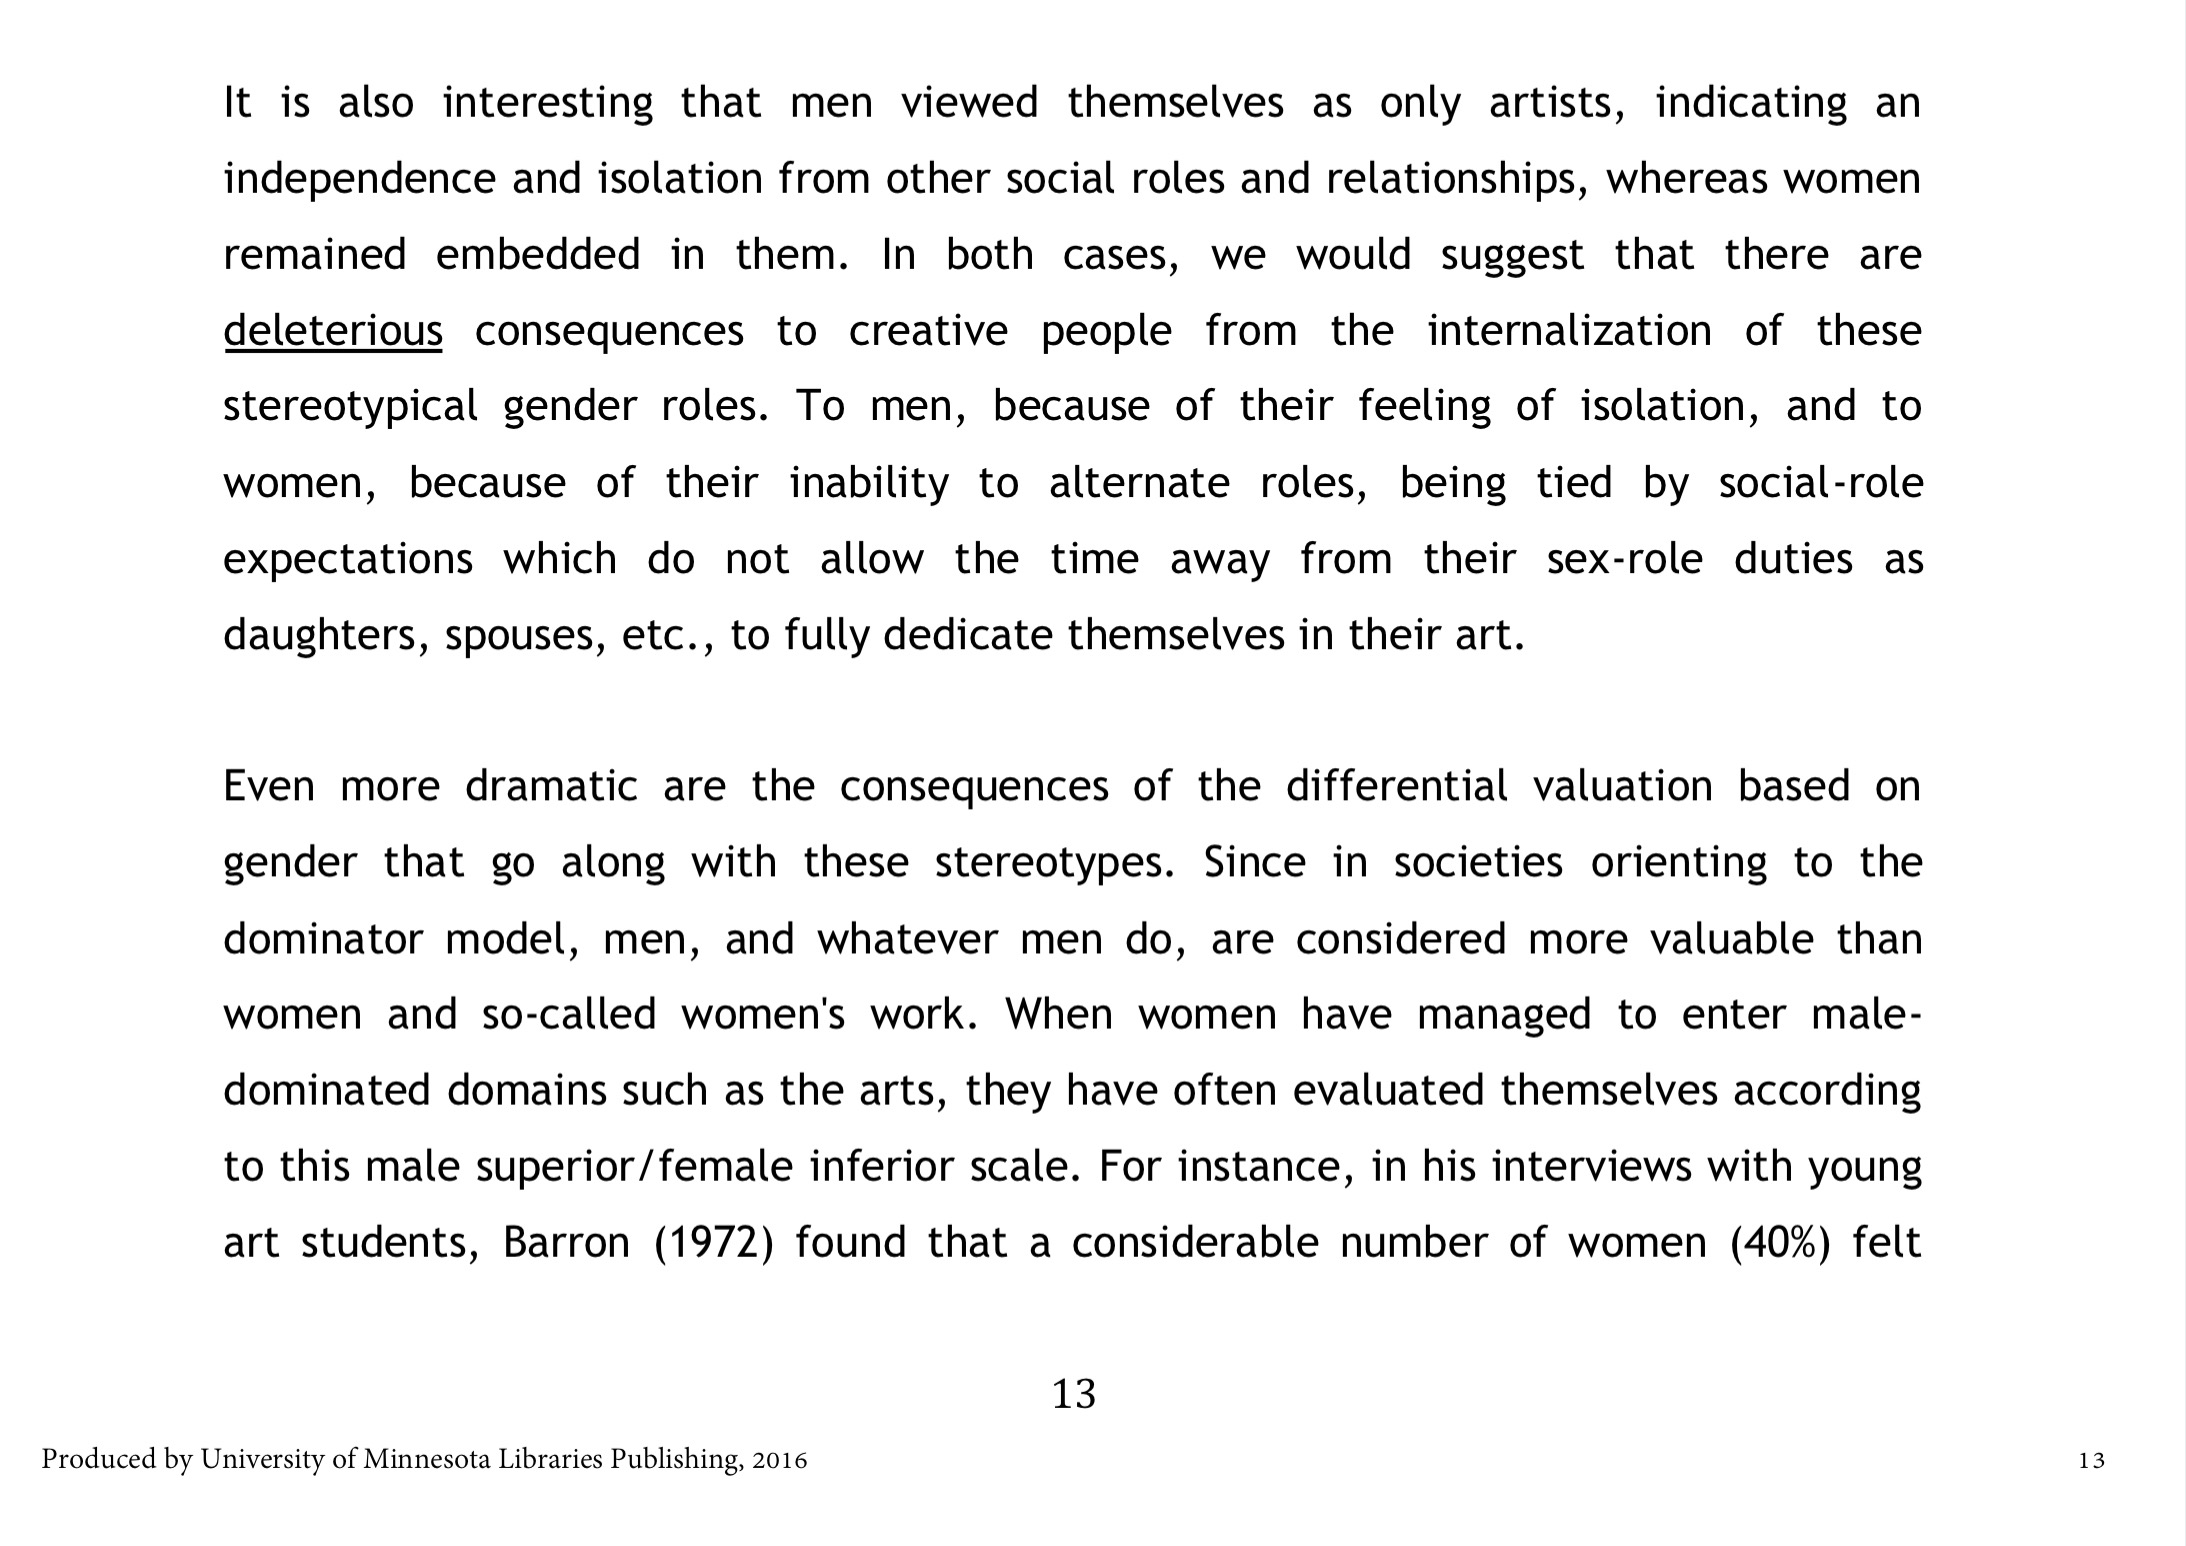 It is also interesting that men viewed themselves as only artists, indicating an
independence and isolation from other social roles and relationships, whereas women
remained embedded in them. In both cases, we would suggest that there are
deleterious consequences to creative people from the internalization of these
stereotypical gender roles. To men, because of their feeling of isolation, and to
women, because of their inability to alternate roles, being tied by social-role
expectations which do not allow the time away from their sex-role duties as
daughters, spouses, etc., to fully dedicate themselves in their art.
Even more dramatic are the consequences of the differential valuation based on
gender that go along with these stereotypes. Since in societies orienting to the
dominator model, men, and whatever men do, are considered more valuable than
women and so-called women's work. When women have managed to enter male-
dominated domains such as the arts, they have often evaluated themselves according
to this male superior/female inferior scale. For instance, in his interviews with young
art students, Barron (1972) found that a considerable number of women (40%) felt
13
Produced by University of Minnesota Libraries Publishing, 2016 13